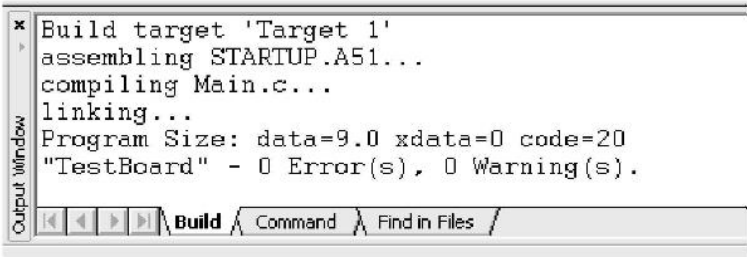 Build target 'Target 1'
assembling STARTUP.A51...
compiling Main.c...
linking...
Program Size: data=9.0 xdata=0 code=20
"TestBoard" - 0 Error(s), 0 Warning(s).
Output Window
Build Command Find in Files